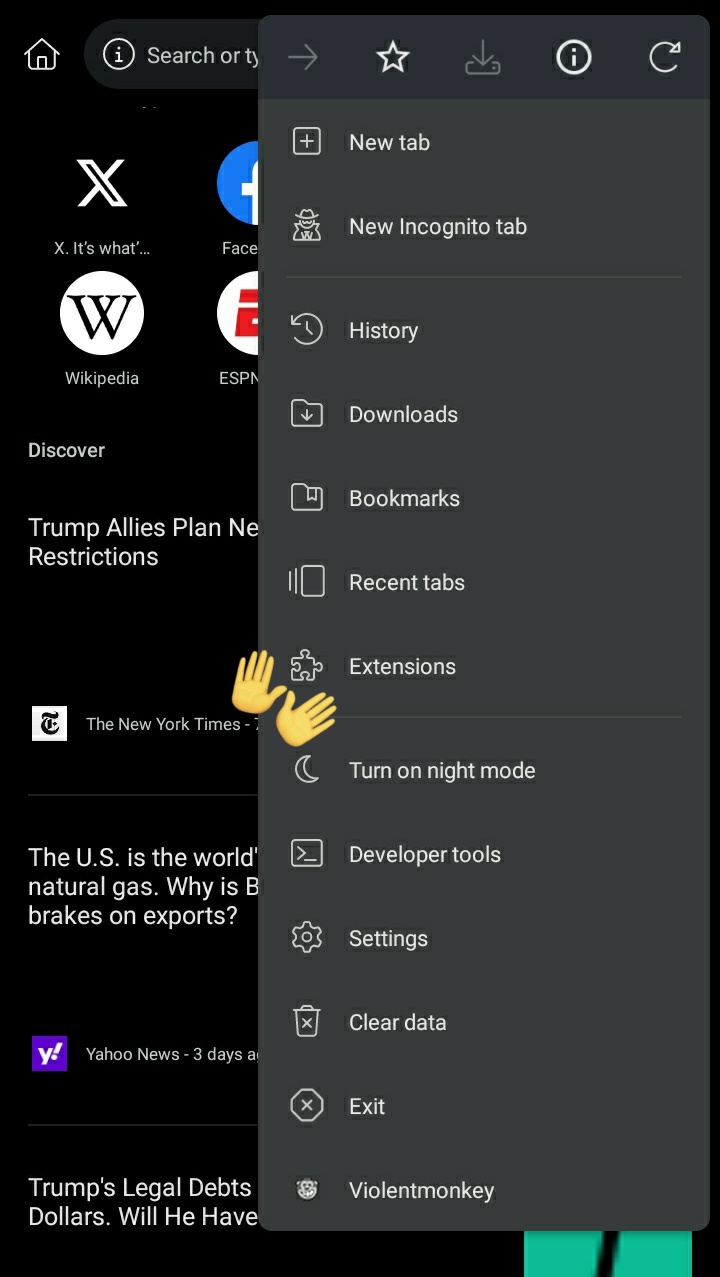 Search or ty
New tab
New Incognito tab
X. It's what'...
Face
W
Wikipedia
ESPN
History
Downloads
Bookmarks
Recent tabs
Extensions
Discover
Trump Allies Plan Ne
Restrictions
The New York Times - 7
Turn on night mode
Developer tools
Settings
Clear data
Exit
Violentmonkey
The U.S. is the world'
natural gas. Why is B
brakes on exports?
y!
Yahoo News - 3 days a
Trump's Legal Debts
Dollars. Will He Have